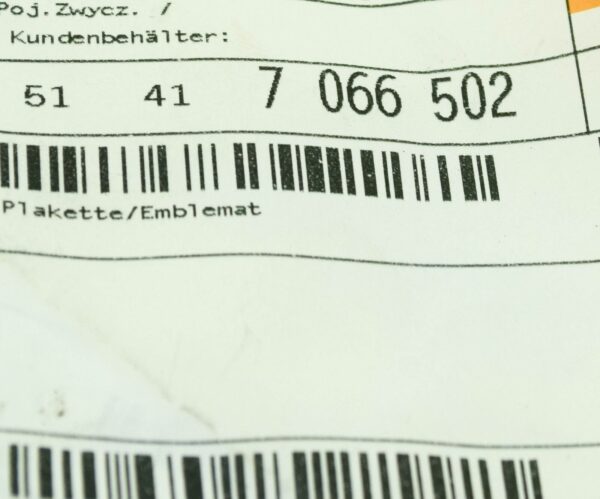 Poj.Zwycz. /
Kundenbehälter:
51 41 7 066 502
Plakette/Emblemat